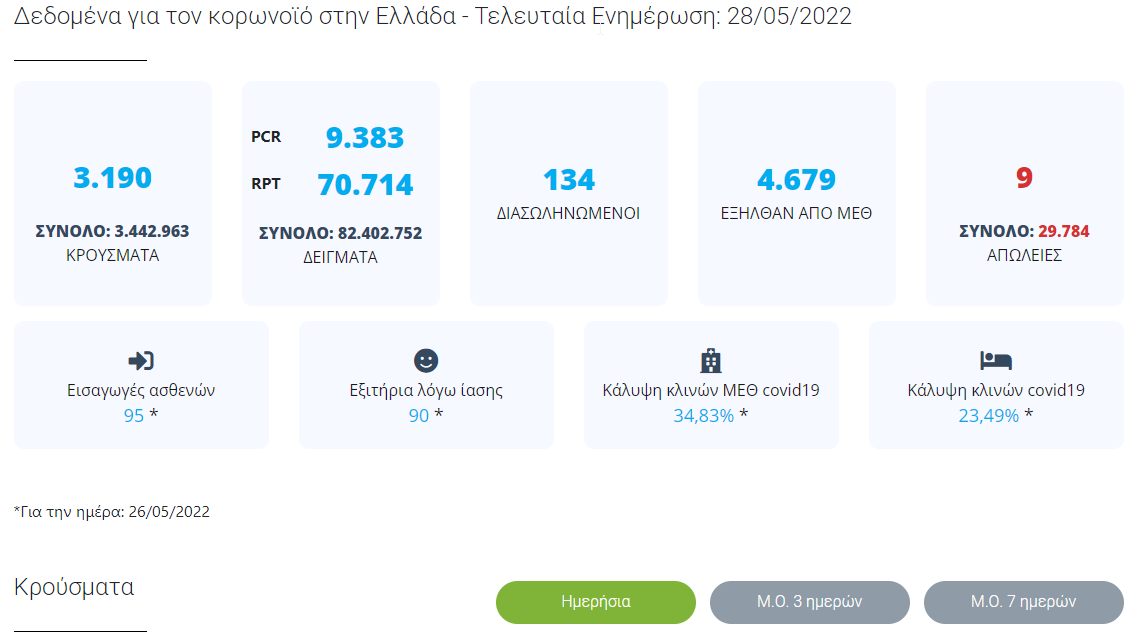 Δεδομένα για τον κορωνοϊό στην Ελλάδα - Τελευταία Ενημέρωση: 28/05/2022
3.190
ΣΥΝΟΛΟ: 3.442.963
ΚΡΟΥΣΜΑΤΑ
PCR 9.383
RPT 70.714
ΣΥΝΟΛΟ: 82.402.752
ΔΕΙΓΜΑΤΑ
134
ΔΙΑΣΩΛΗΝΩΜΕΝΟΙ
4.679
ΕΞΗΛΘΑΝ ΑΠΟ ΜΕΘ
9
ΣΥΝΟΛΟ: 29.784
ΑΠΩΛΕΙΕΣ
Εισαγωγές ασθενών
95 *
Εξιτήρια λόγω ίασης
90 *
Κάλυψη κλινών ΜΕΘ covid19
34,83% *
Κάλυψη κλινών covid19
23,49% *
*Για την ημέρα: 26/05/2022
Κρούσματα
Ημερήσια
Μ.Ο. 3 ημερών
Μ.Ο. 7 ημερών